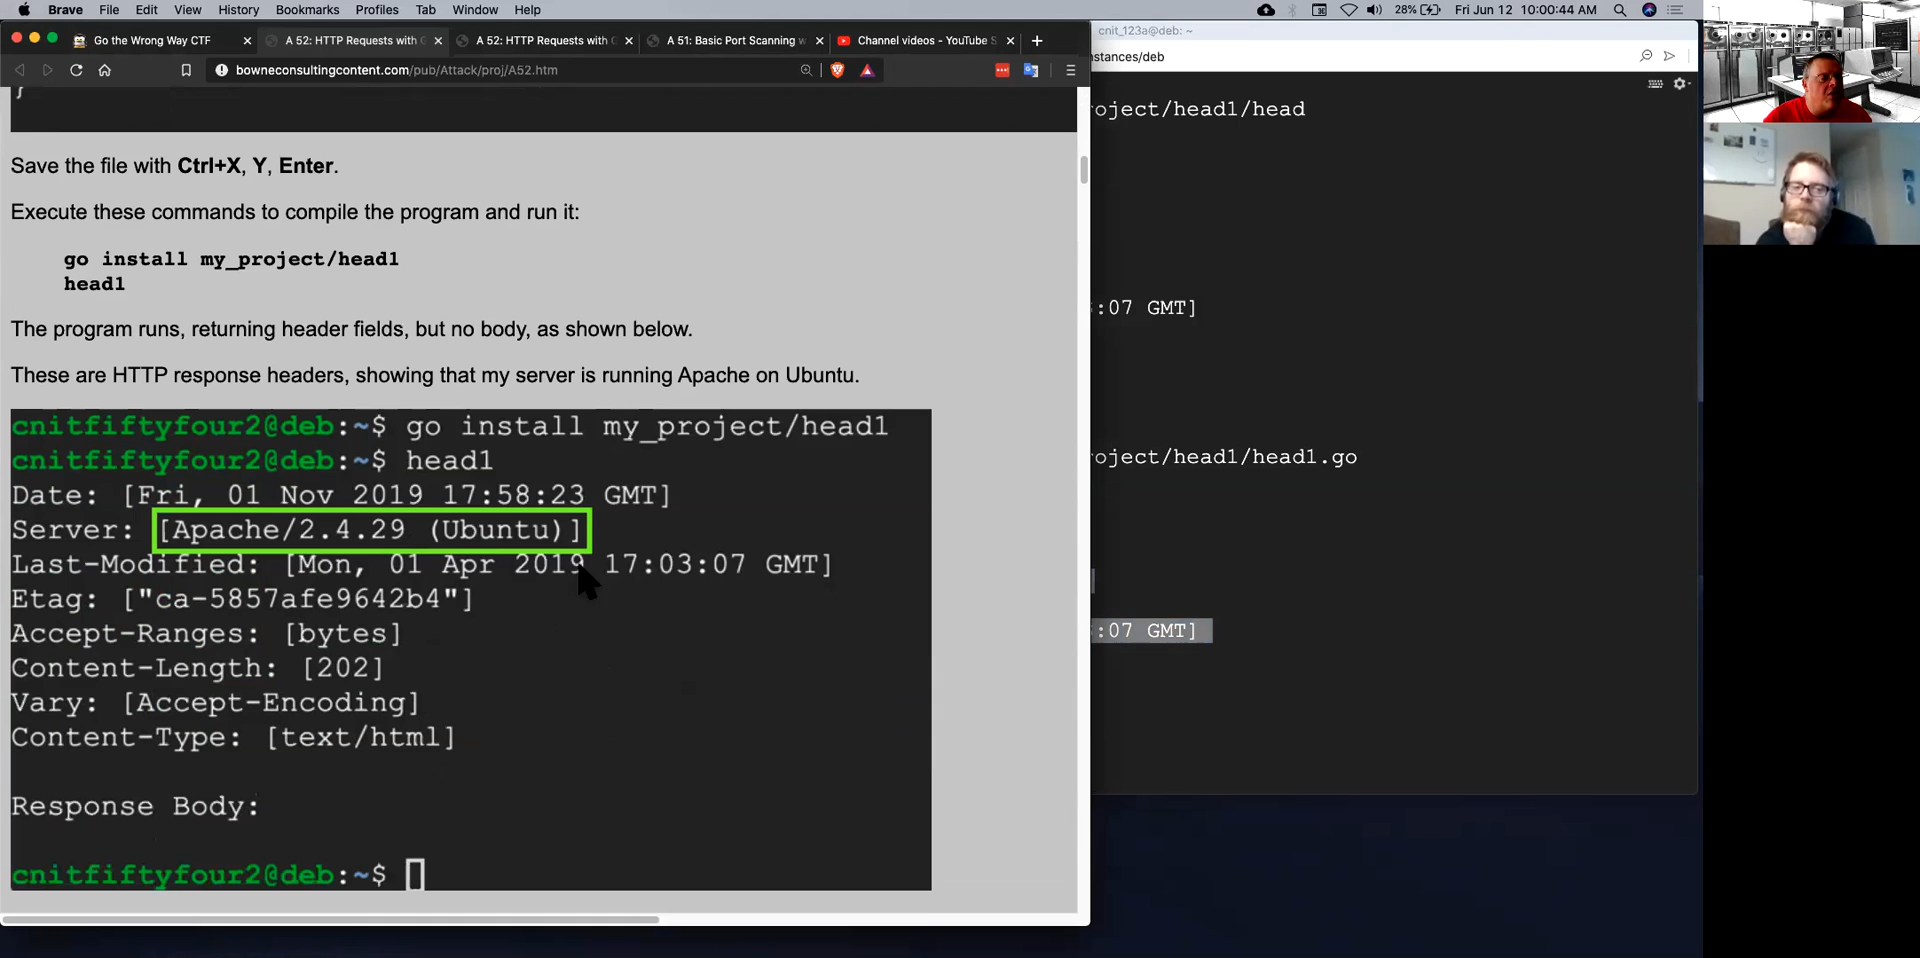 Brave File Edit View History Bookmarks Profiles Tab Window Help 28% Fri Jun 12 10:00:44 AM
Go the Wrong Way CTF A 52: HTTP Requests with G A 52: HTTP Requests with G A 51: Basic Port Scanning w Channel videos - YouTube S
cnit_123a@deb: ~
bowneconsultingcontent.com/pub/Attack/proj/A52.htm
nstances/deb
}
Save the file with Ctrl+X, Y, Enter.
Execute these commands to compile the program and run it:
go install my_project/head1
head1
The program runs, returning header fields, but no body, as shown below.
These are HTTP response headers, showing that my server is running Apache on Ubuntu.
cnitfiftyfour2@deb:~$ go install my_project/head1
cnitfiftyfour2@deb:~$ head1
Date: [Fri, 01 Nov 2019 17:58:23 GMT]
Server: [Apache/2.4.29 (Ubuntu)]
Last-Modified: [Mon, 01 Apr 2019 17:03:07 GMT]
Etag: ["ca-5857afe9642b4"]
Accept-Ranges: [bytes]
Content-Length: [202]
Vary: [Accept-Encoding]
Content-Type: [text/html]
Response Body:
cnitfiftyfour2@deb:~$
oject/head1/head
:07 GMT]
oject/head1/head1.go
]
:07 GMT]